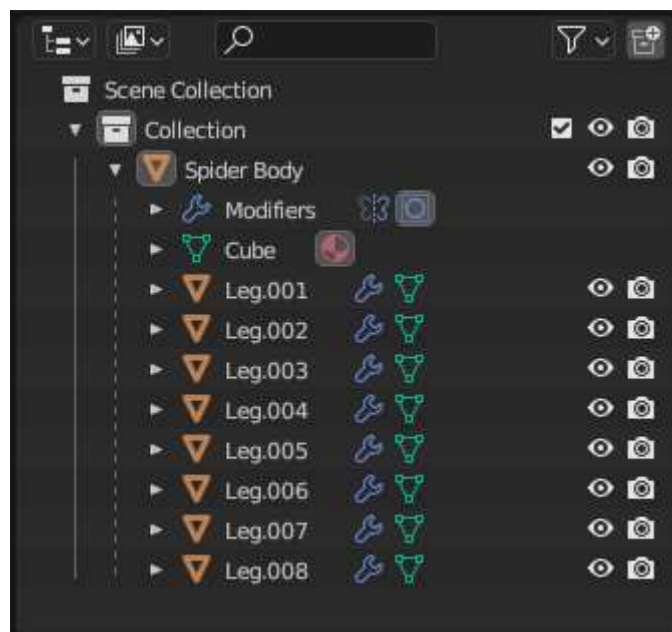 Scene Collection
Collection
Spider Body
Modifiers
Cube
Leg.001
Leg.002
Leg.003
Leg.004
Leg.005
Leg.006
Leg.007
Leg.008